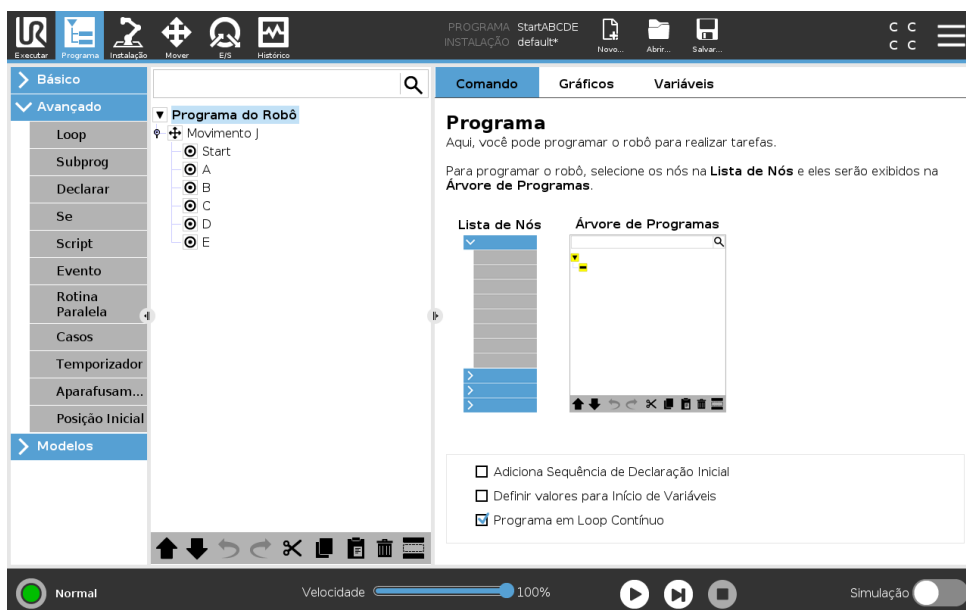 UR
PROGRAMA StartABCDE
INSTALAÇÃO default*
Executar Programa Instalação Mover E/S Histórico
Novo... Abrir... Salvar...
C C
C C
Básico
Avançado
Loop
Subprog
Declarar
Se
Script
Evento
Rotina
Paralela
Casos
Temporizador
Aparafusam...
Posição Inicial
Modelos
Programa do Robô
Movimento J
Start
A
B
C
D
E
Comando Gráficos Variáveis
Programa
Aqui, você pode programar o robô para realizar tarefas.
Para programar o robô, selecione os nós na Lista de Nós e eles serão exibidos na
Árvore de Programas.
Lista de Nós Árvore de Programas
Adiciona Sequência de Declaração Inicial
Definir valores para Início de Variáveis
Programa em Loop Contínuo
Normal
Velocidade 100%
Simulação